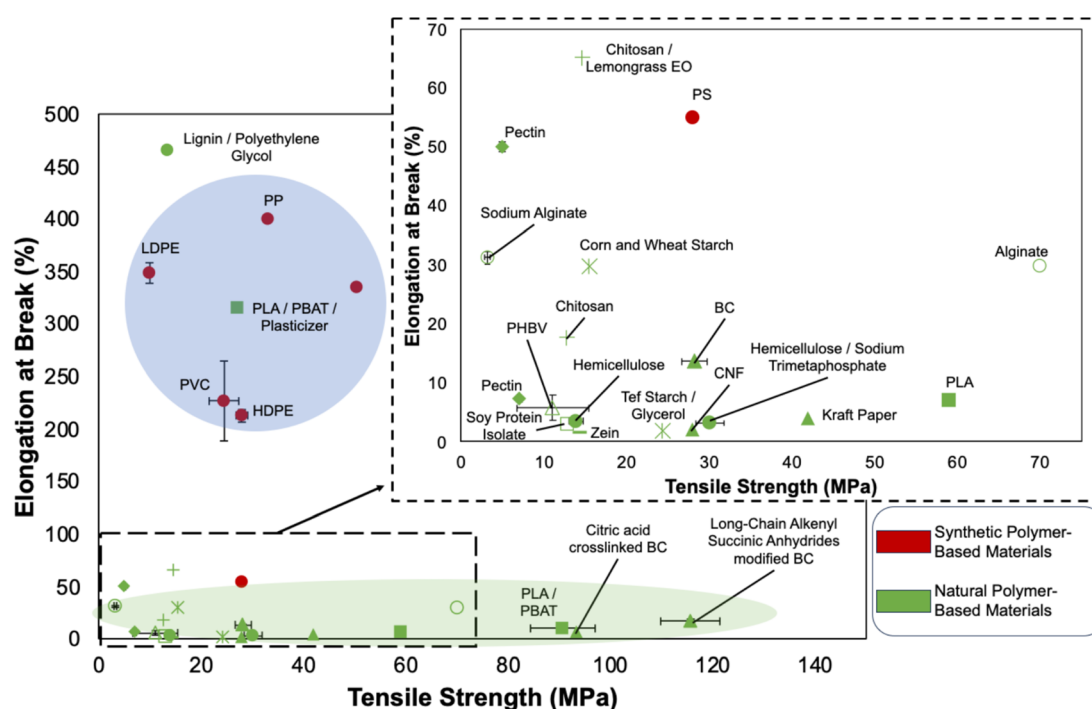 70
60
50
40
30
20
10
0
Elongation at Break (%)
Chitosan /
Lemongrass EO
PS
Pectin
Sodium Alginate
Corn and Wheat Starch
Alginate
Chitosan
BC
PHBV
Hemicellulose
Hemicellulose / Sodium
Trimetaphosphate
CNF
Pectin
Tef Starch /
Glycerol
PLA
Kraft Paper
Soy Protein
Isolate
Zein
0 10 20 30 40 50 60 70
Tensile Strength (MPa)
500
450
400
350
300
250
200
150
100
50
0
Elongation at Break (%)
Lignin / Polyethylene
Glycol
PP
LDPE
PLA / PBAT /
Plasticizer
PVC
HDPE
Citric acid
crosslinked BC
Long-Chain Alkenyl
Succinic Anhydrides
modified BC
PLA /
PBAT
0 20 40 60 80 100 120 140
Tensile Strength (MPa)
Synthetic Polymer-
Based Materials
Natural Polymer-
Based Materials